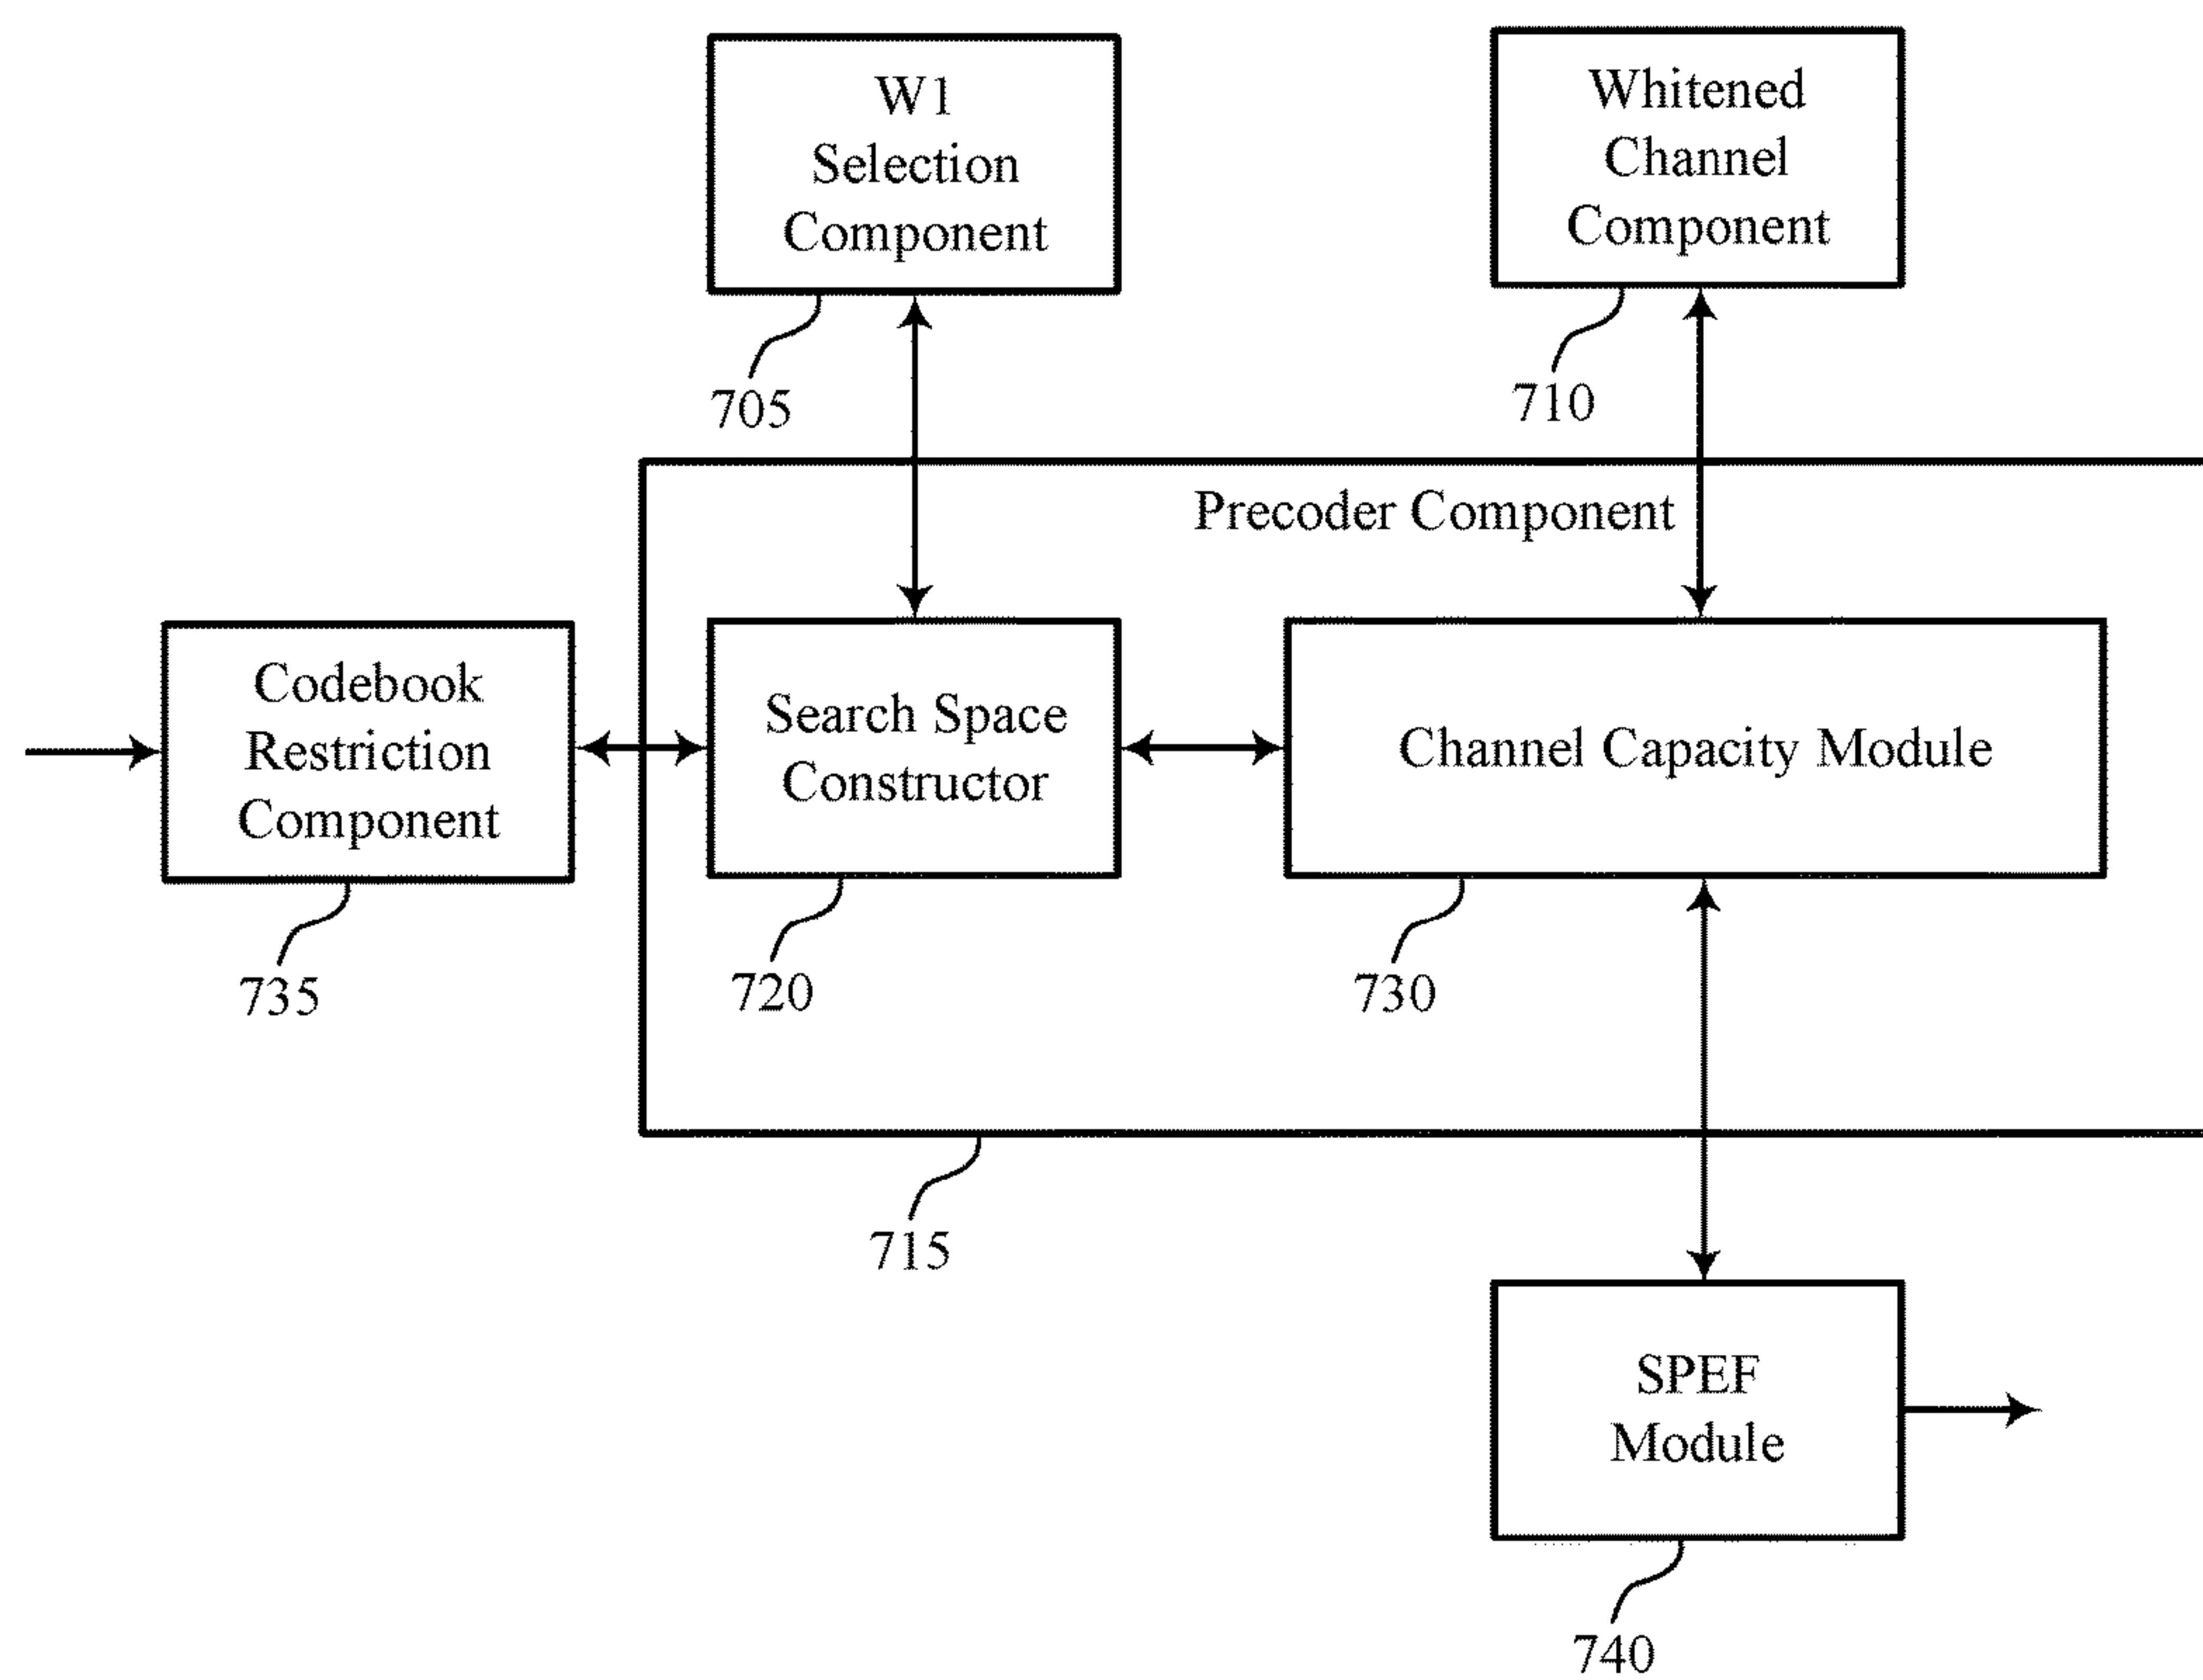 W1
Selection
Component
705
Whitened
Channel
Component
710
Precoder Component
Codebook
Restriction
Component
735
Search Space
Constructor
720
Channel Capacity Module
730
715
SPEF
Module
740